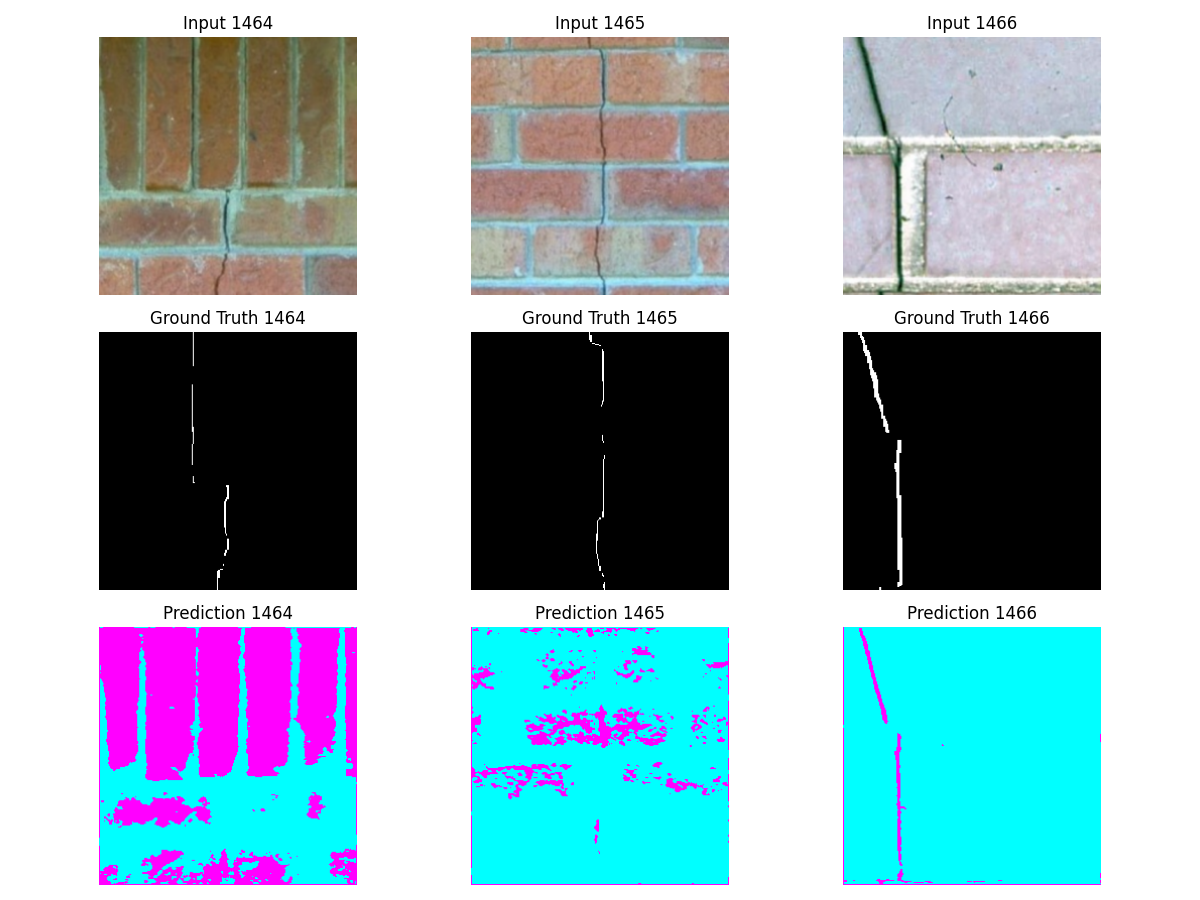 Input 1464
Input 1465
Input 1466
Ground Truth 1464
Ground Truth 1465
Ground Truth 1466
Prediction 1464
Prediction 1465
Prediction 1466